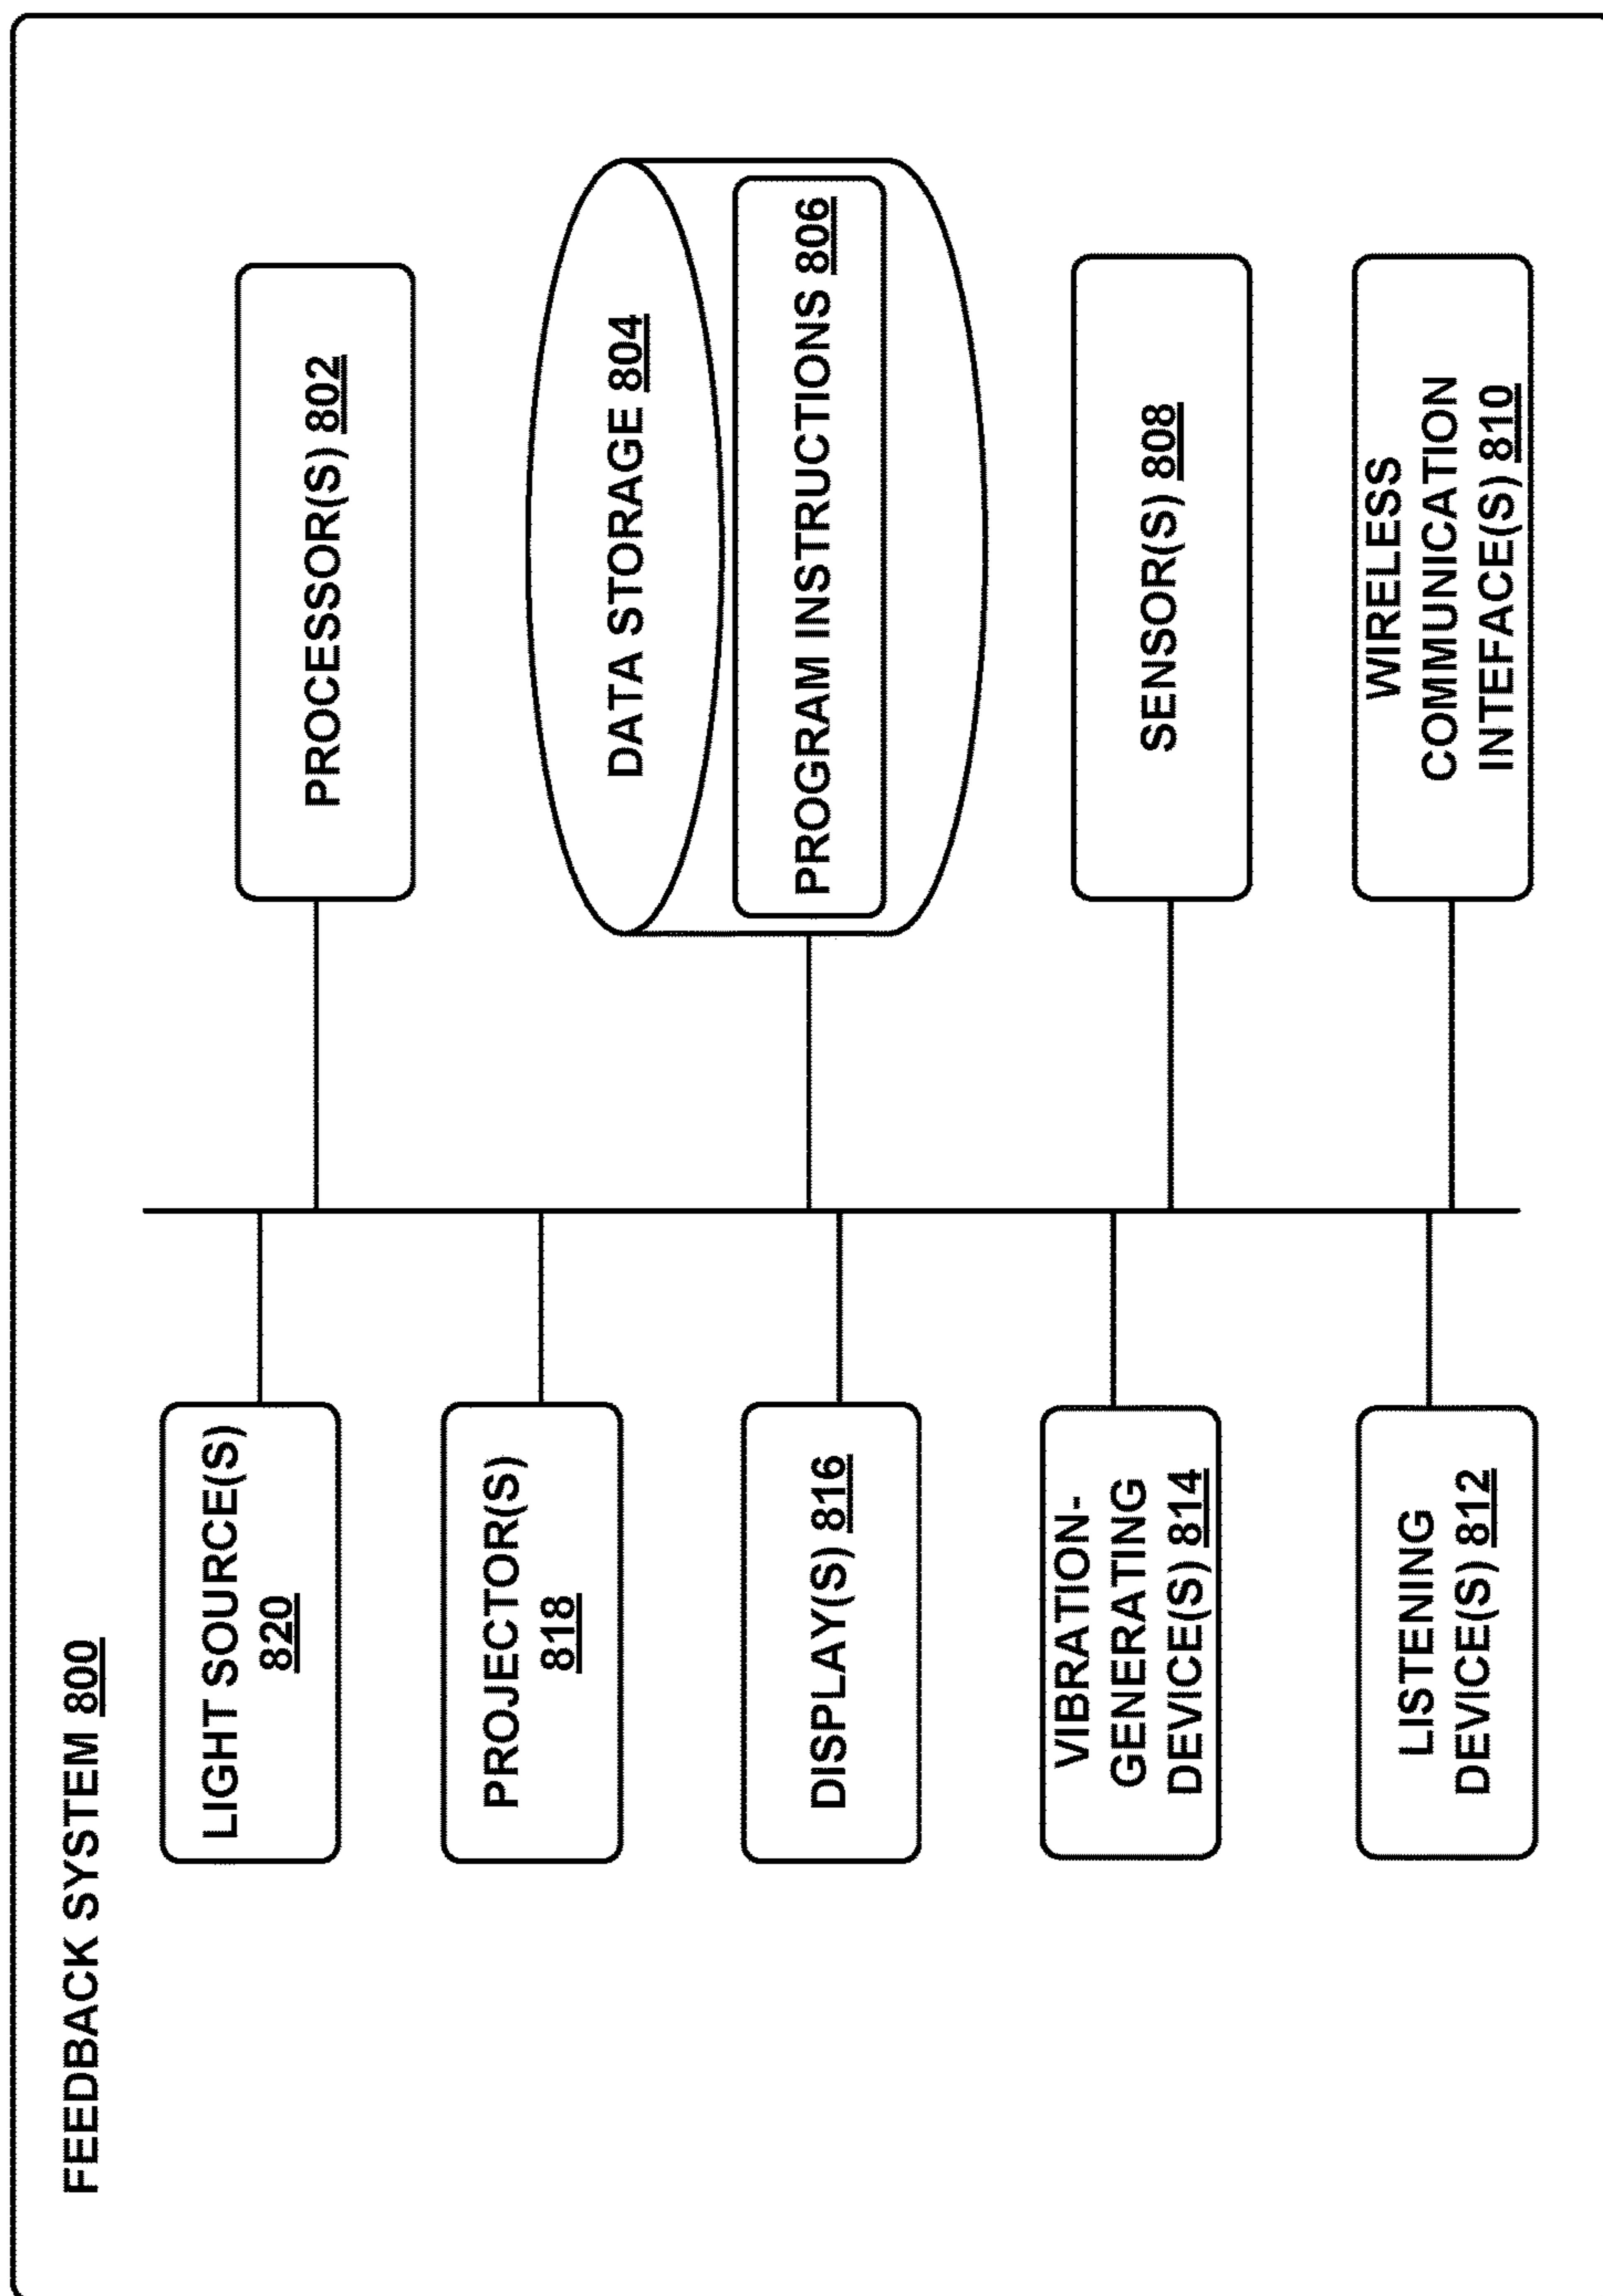 FEEDBACK SYSTEM 800
LIGHT SOURCE(S)
820
PROJECTOR(S)
818
DISPLAY(S) 816
VIBRATION-
GENERATING
DEVICE(S) 814
LISTENING
DEVICE(S) 812
PROCESSOR(S) 802
DATA STORAGE 804
PROGRAM INSTRUCTIONS 806
SENSOR(S) 808
WIRELESS
COMMUNICATION
INTEFACE(S) 810